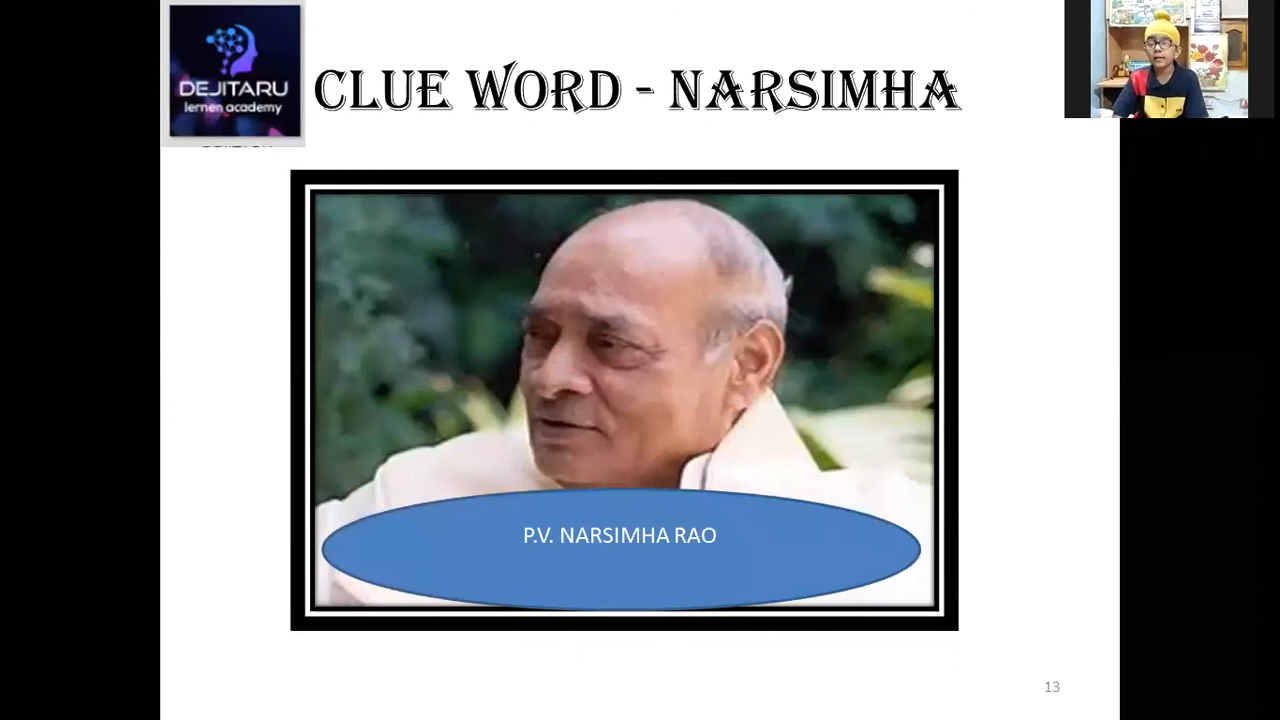 DEJITARU
lernen academy
CLUE WORD - NARSIMHA
P.V. NARSIMHA RAO
13